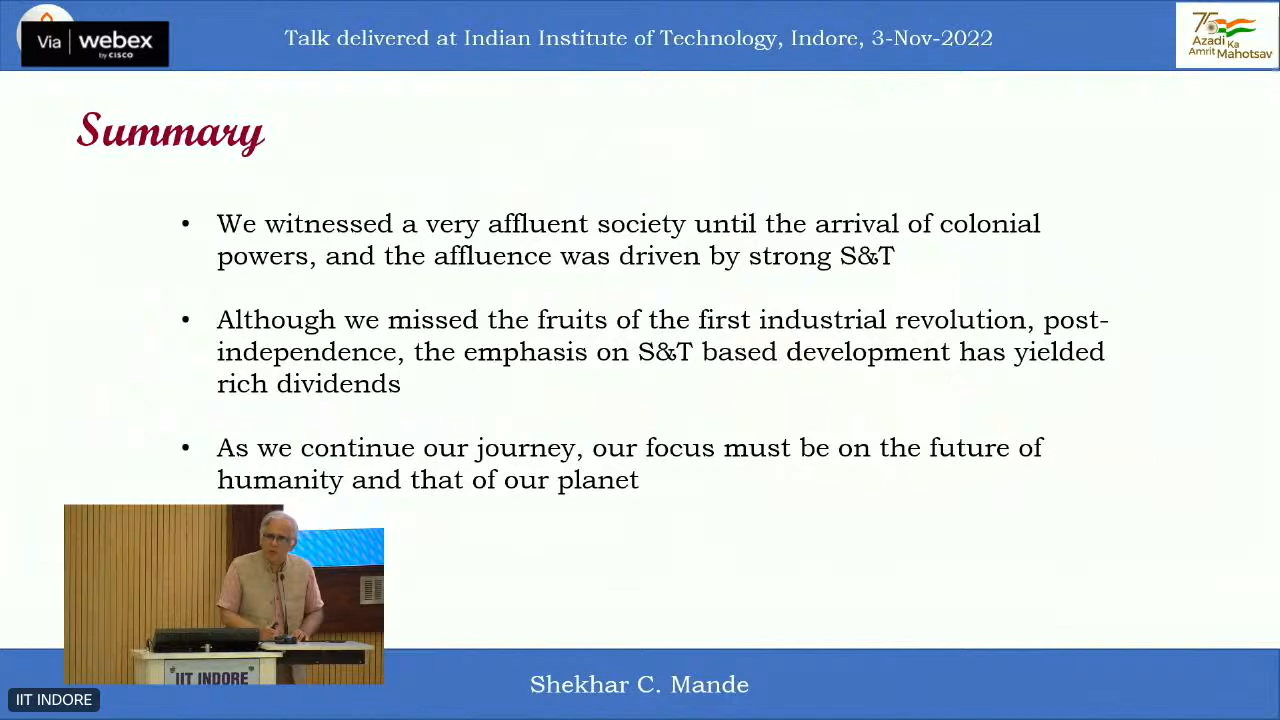 Via webex
by CISCO
Talk delivered at Indian Institute of Technology, Indore, 3-Nov-2022
75
Azadi Ka
Amrit Mahotsav
Summary
• We witnessed a very affluent society until the arrival of colonial
powers, and the affluence was driven by strong S&T
• Although we missed the fruits of the first industrial revolution, post-
independence, the emphasis on S&T based development has yielded
rich dividends
• As we continue our journey, our focus must be on the future of
humanity and that of our planet
IIT INDORE
Shekhar C. Mande
IIT INDORE